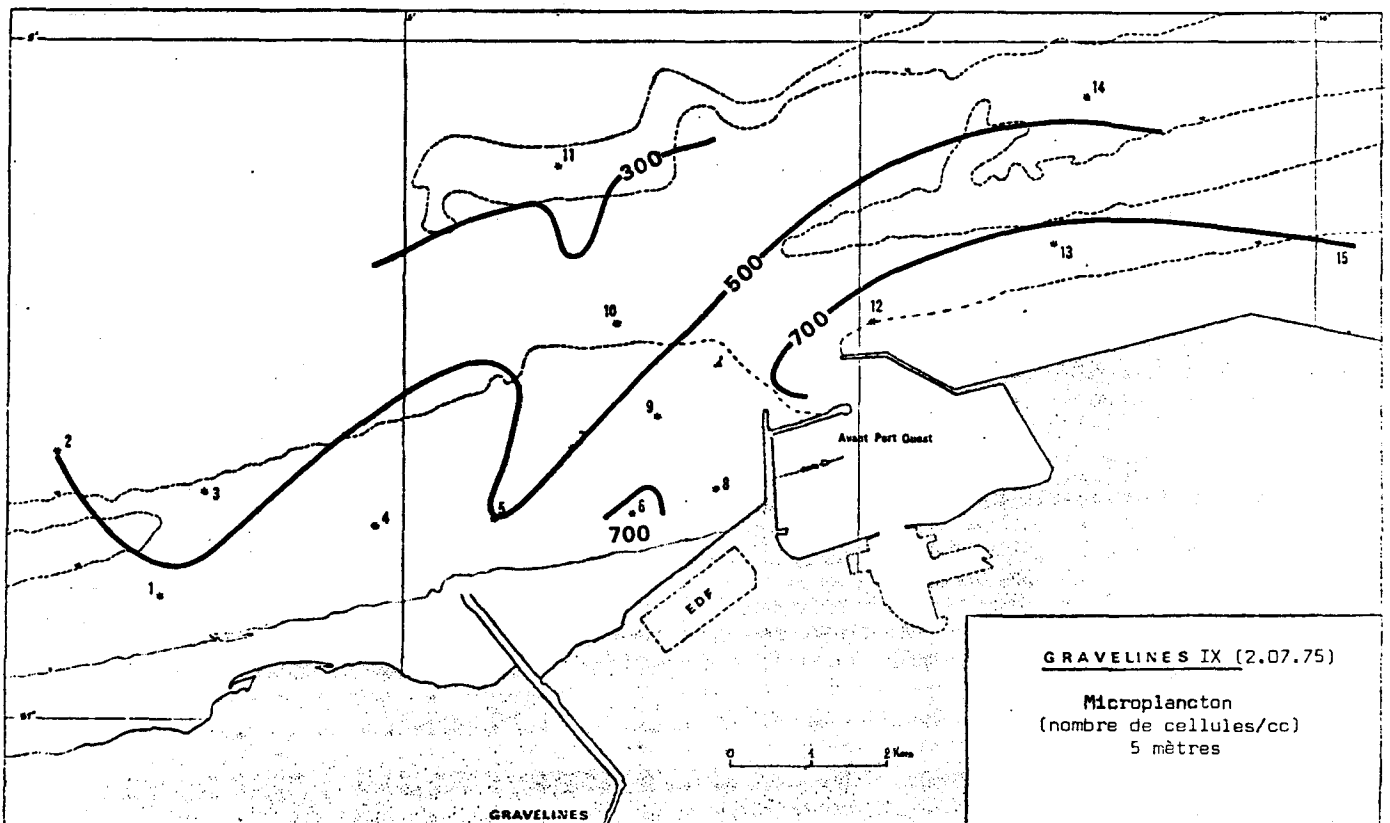 14
11
300
500
13
15
12
700
10
2
9
Avant Port Ouest
3
8
4
5
6
700
1
EDF
0 1 2 Kms
GRAVELINES
GRAVELINES IX (2.07.75)
Microplancton
(nombre de cellules/cc)
5 mètres